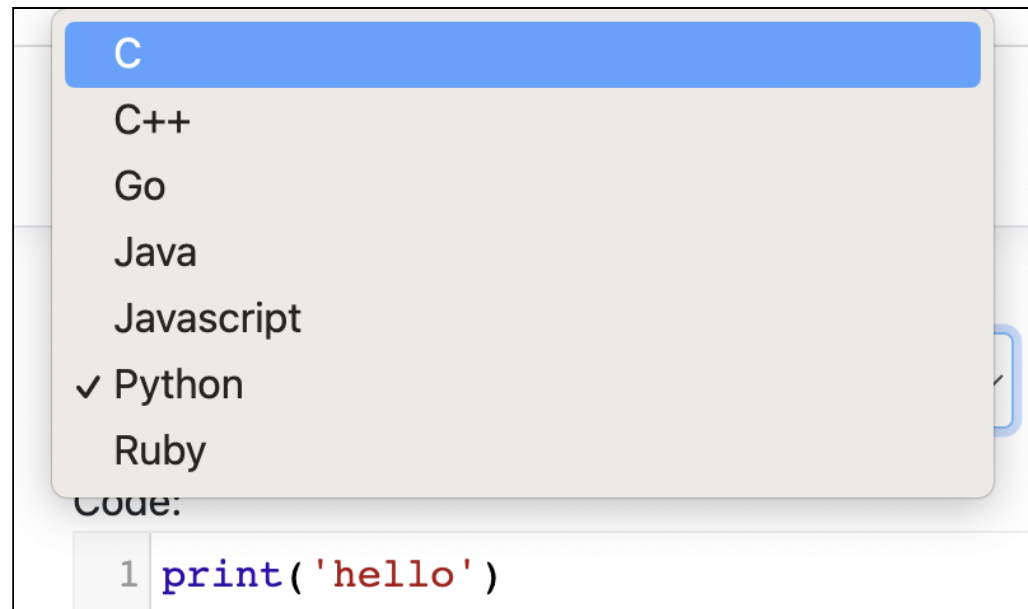 C
C++
Go
Java
Javascript
✓ Python
Ruby
Code:
1 print('hello')